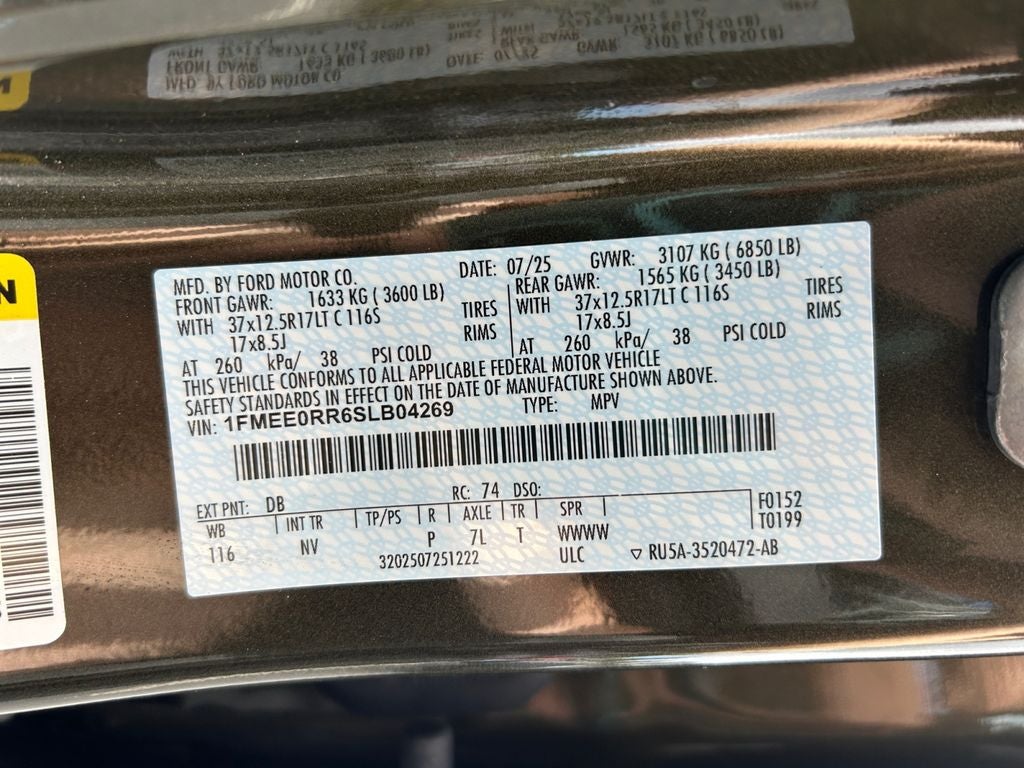 MFD. BY FORD MOTOR CO. DATE: 07/25 GVWR: 3107 KG ( 6850 LB)
FRONT GAWR: 1633 KG ( 3600 LB) REAR GAWR: 1565 KG ( 3450 LB)
WITH 37x12.5R17LT C 116S TIRES WITH 37x12.5R17LT C 116S TIRES
17x8.5J RIMS 17x8.5J RIMS
AT 260 kPa/ 38 PSI COLD AT 260 kPa/ 38 PSI COLD
THIS VEHICLE CONFORMS TO ALL APPLICABLE FEDERAL MOTOR VEHICLE
SAFETY STANDARDS IN EFFECT ON THE DATE OF MANUFACTURE SHOWN ABOVE.
VIN: 1FMEE0RR6SLB04269 TYPE: MPV
EXT PNT: DB RC: 74 DSO:
WB INT TR TP/PS R AXLE TR SPR F0152
116 NV P 7L T WWWW T0199
3202507251222 ULC ▽ RU5A-3520472-AB
N